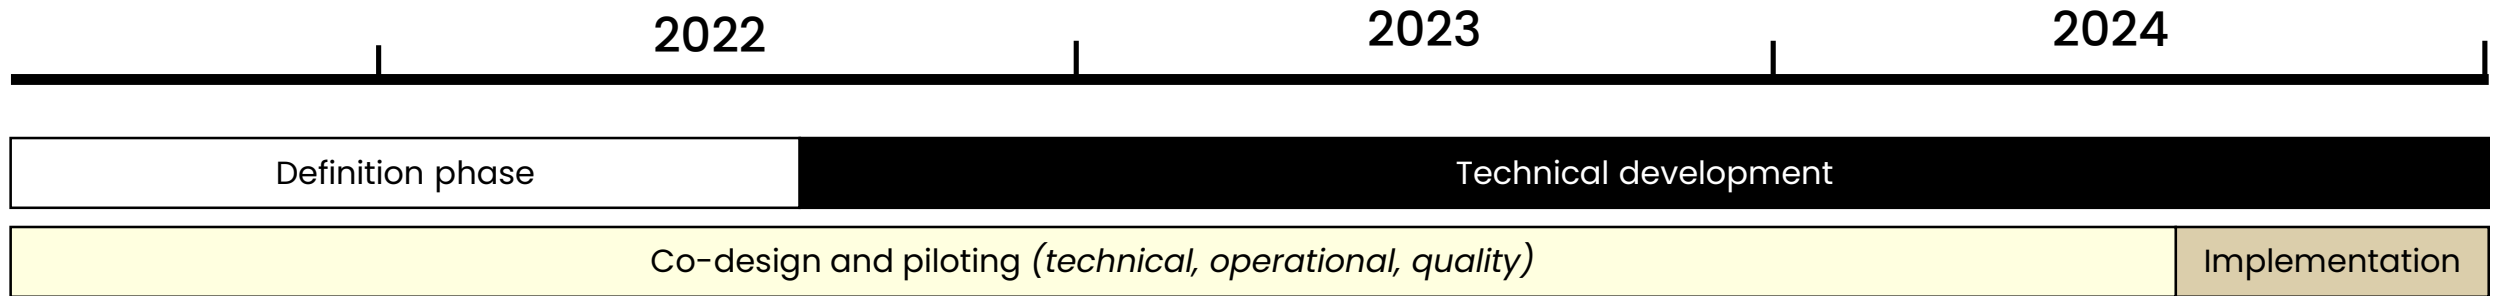 2022 2023 2024
Definition phase Technical development
Co-design and piloting (technical, operational, quality) Implementation